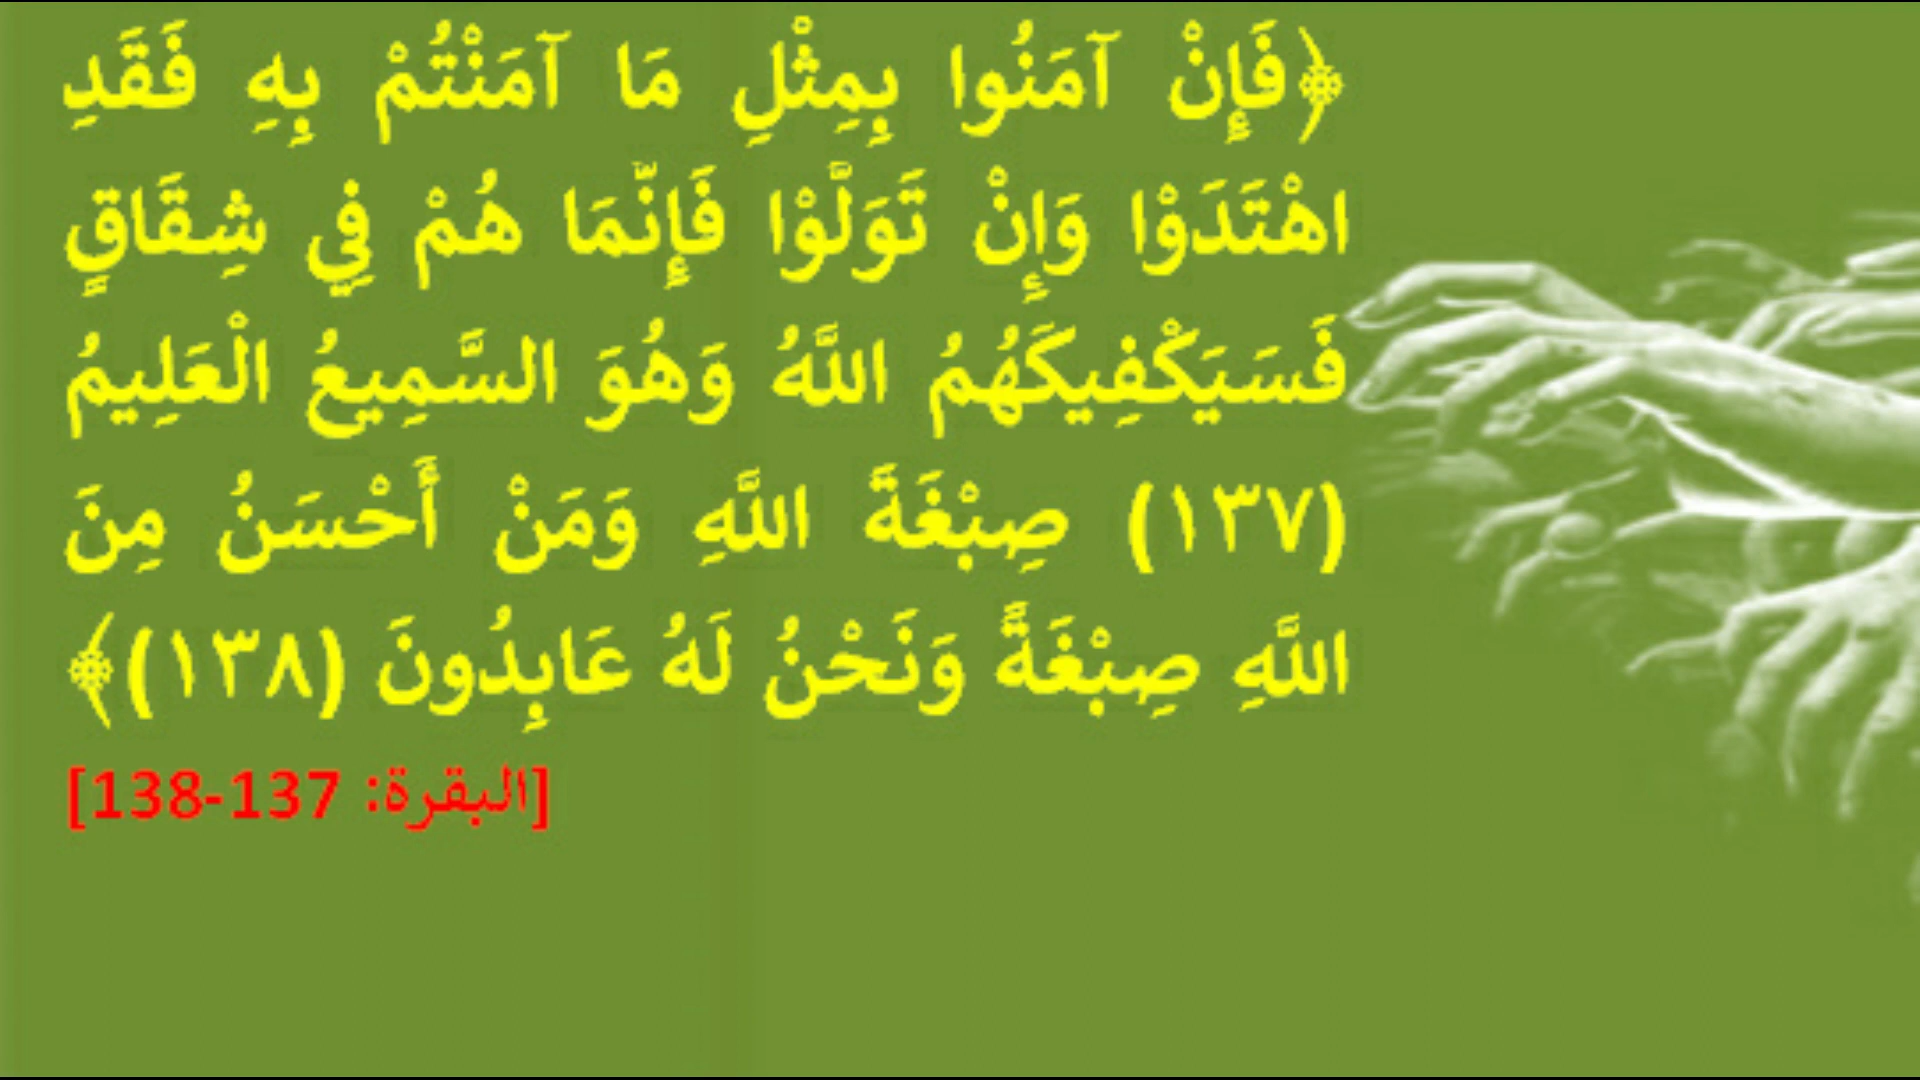 ﴿فَإِنْ آمَنُوا بِمِثْلِ مَا آمَنْتُمْ بِهِ فَقَدِ
اهْتَدَوْا وَإِنْ تَوَلَّوْا فَإِنَّمَا هُمْ فِي شِقَاقٍ
فَسَيَكْفِيكَهُمُ اللَّهُ وَهُوَ السَّمِيعُ الْعَلِيمُ
(١٣٧) صِبْغَةَ اللَّهِ وَمَنْ أَحْسَنُ مِنَ
اللَّهِ صِبْغَةً وَنَحْنُ لَهُ عَابِدُونَ (١٣٨)﴾
[البقرة: 137-138]